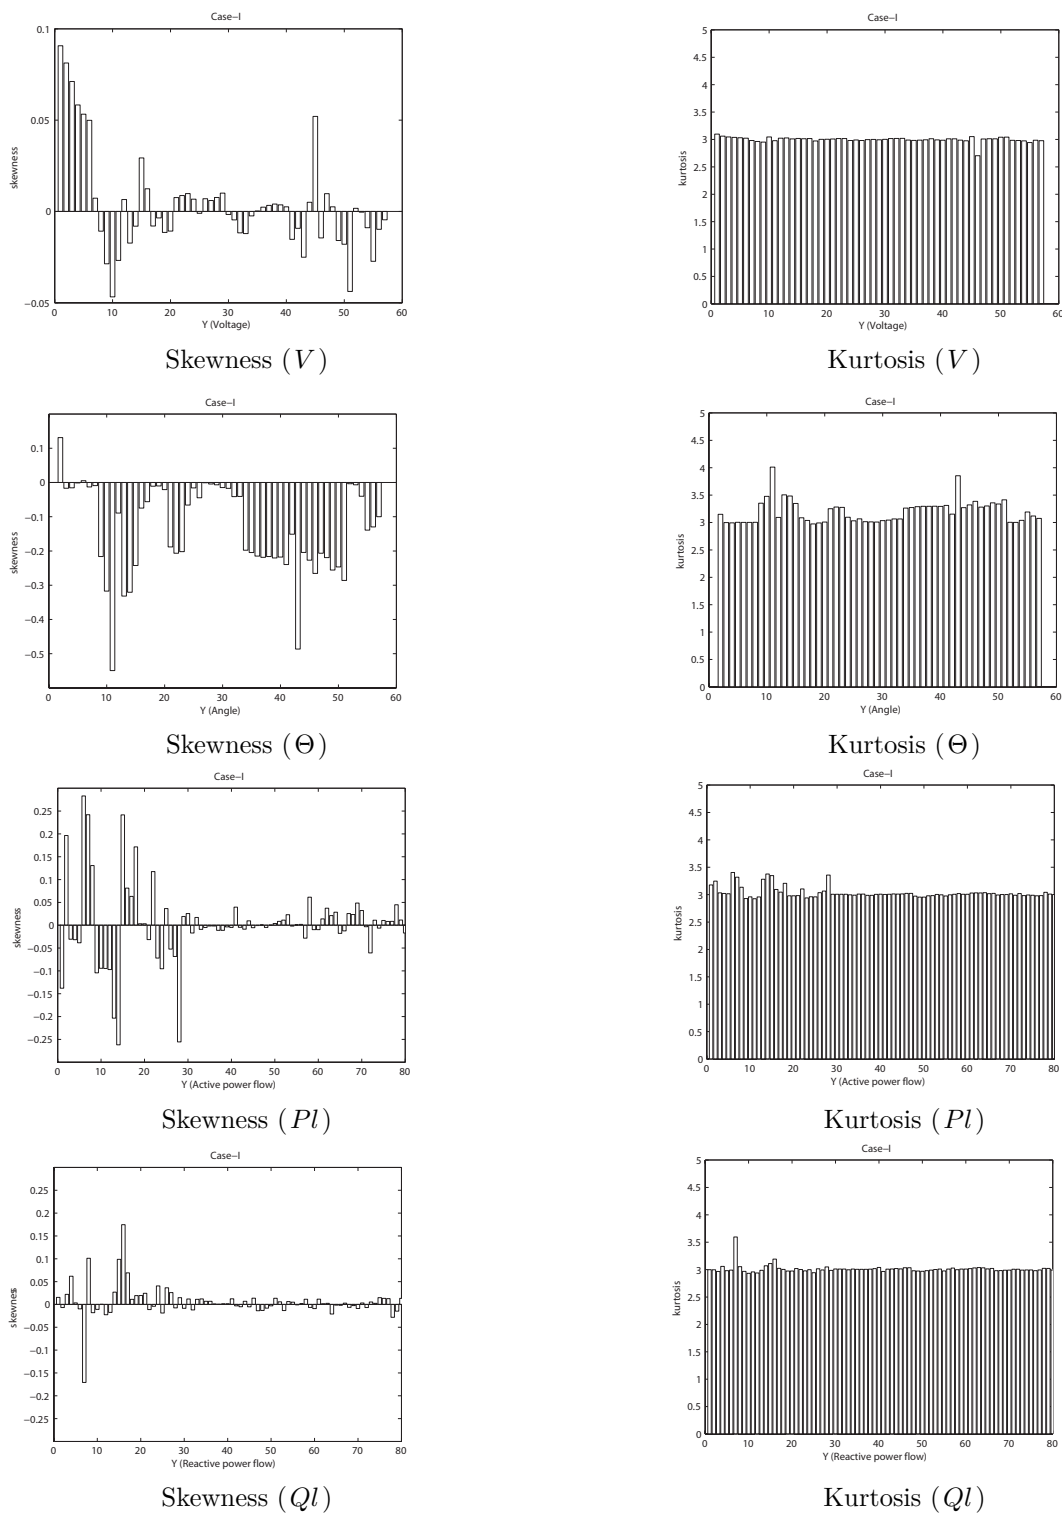 Case–I
0.1
0.05
0
−0.05
skewness
0 10 20 30 40 50 60
Y (Voltage)
Skewness (V)
Case–I
5
4.5
4
3.5
3
2.5
2
1.5
1
0.5
0
kurtosis
0 10 20 30 40 50 60
Y (Voltage)
Kurtosis (V)
Case–I
0.1
0
−0.1
−0.2
−0.3
−0.4
−0.5
skewness
0 10 20 30 40 50 60
Y (Angle)
Skewness (Θ)
Case–I
5
4.5
4
3.5
3
2.5
2
1.5
1
0.5
0
kurtosis
0 10 20 30 40 50 60
Y (Angle)
Kurtosis (Θ)
Case–I
0.25
0.2
0.15
0.1
0.05
0
−0.05
−0.1
−0.15
−0.2
−0.25
skewness
0 10 20 30 40 50 60 70 80
Y (Active power flow)
Skewness (Pl)
Case–I
5
4.5
4
3.5
3
2.5
2
1.5
1
0.5
0
kurtosis
0 10 20 30 40 50 60 70 80
Y (Active power flow)
Kurtosis (Pl)
Case–I
0.25
0.2
0.15
0.1
0.05
0
−0.05
−0.1
−0.15
−0.2
−0.25
skewness
0 10 20 30 40 50 60 70 80
Y (Reactive power flow)
Skewness (Ql)
Case–I
5
4.5
4
3.5
3
2.5
2
1.5
1
0.5
0
kurtosis
0 10 20 30 40 50 60 70 80
Y (Reactive power flow)
Kurtosis (Ql)